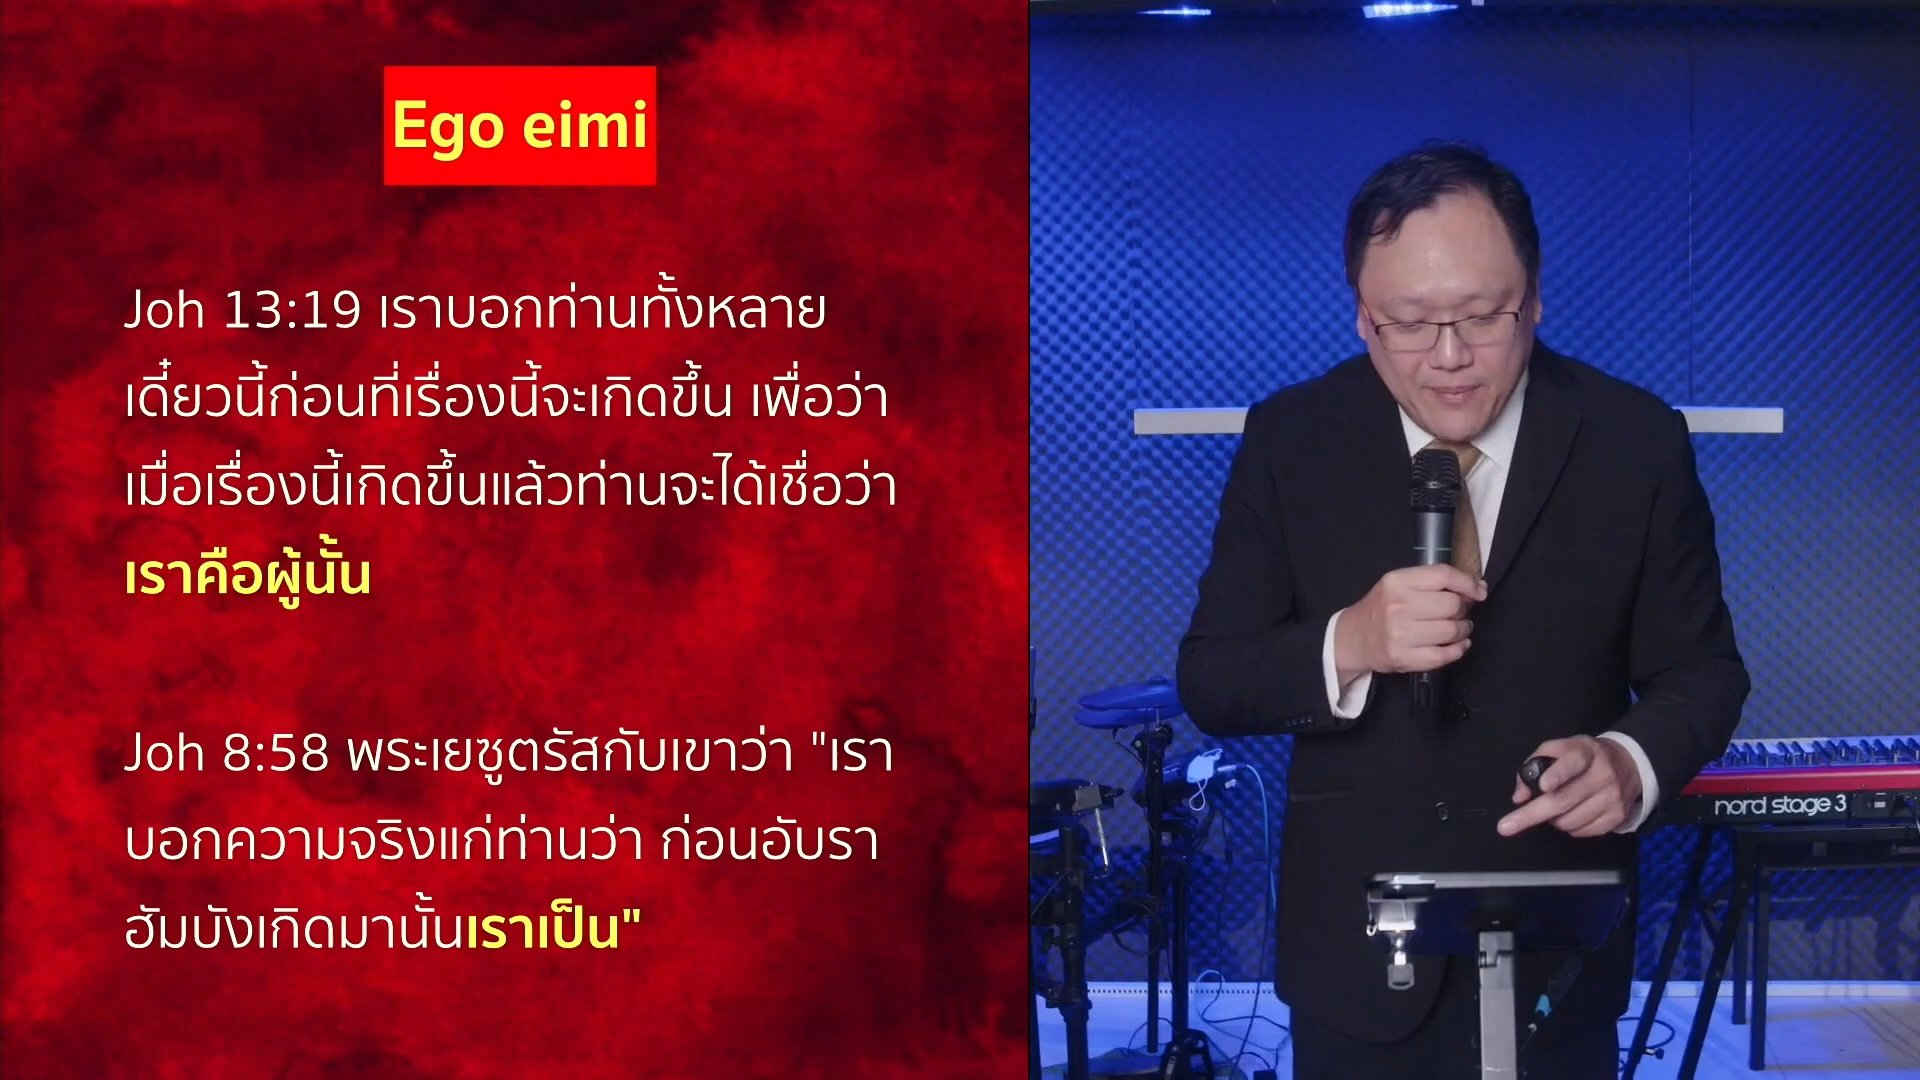 Ego eimi
Joh 13:19 เราบอกท่านทั้งหลาย
เดี๋ยวนี้ก่อนที่เรื่องนี้จะเกิดขึ้น เพื่อว่า
เมื่อเรื่องนี้เกิดขึ้นแล้วท่านจะได้เชื่อว่า
เราคือผู้นั้น
Joh 8:58 พระเยซูตรัสกับเขาว่า "เรา
บอกความจริงแก่ท่านว่า ก่อนอับรา
ฮัมบังเกิดมานั้นเราเป็น"
nord stage 3